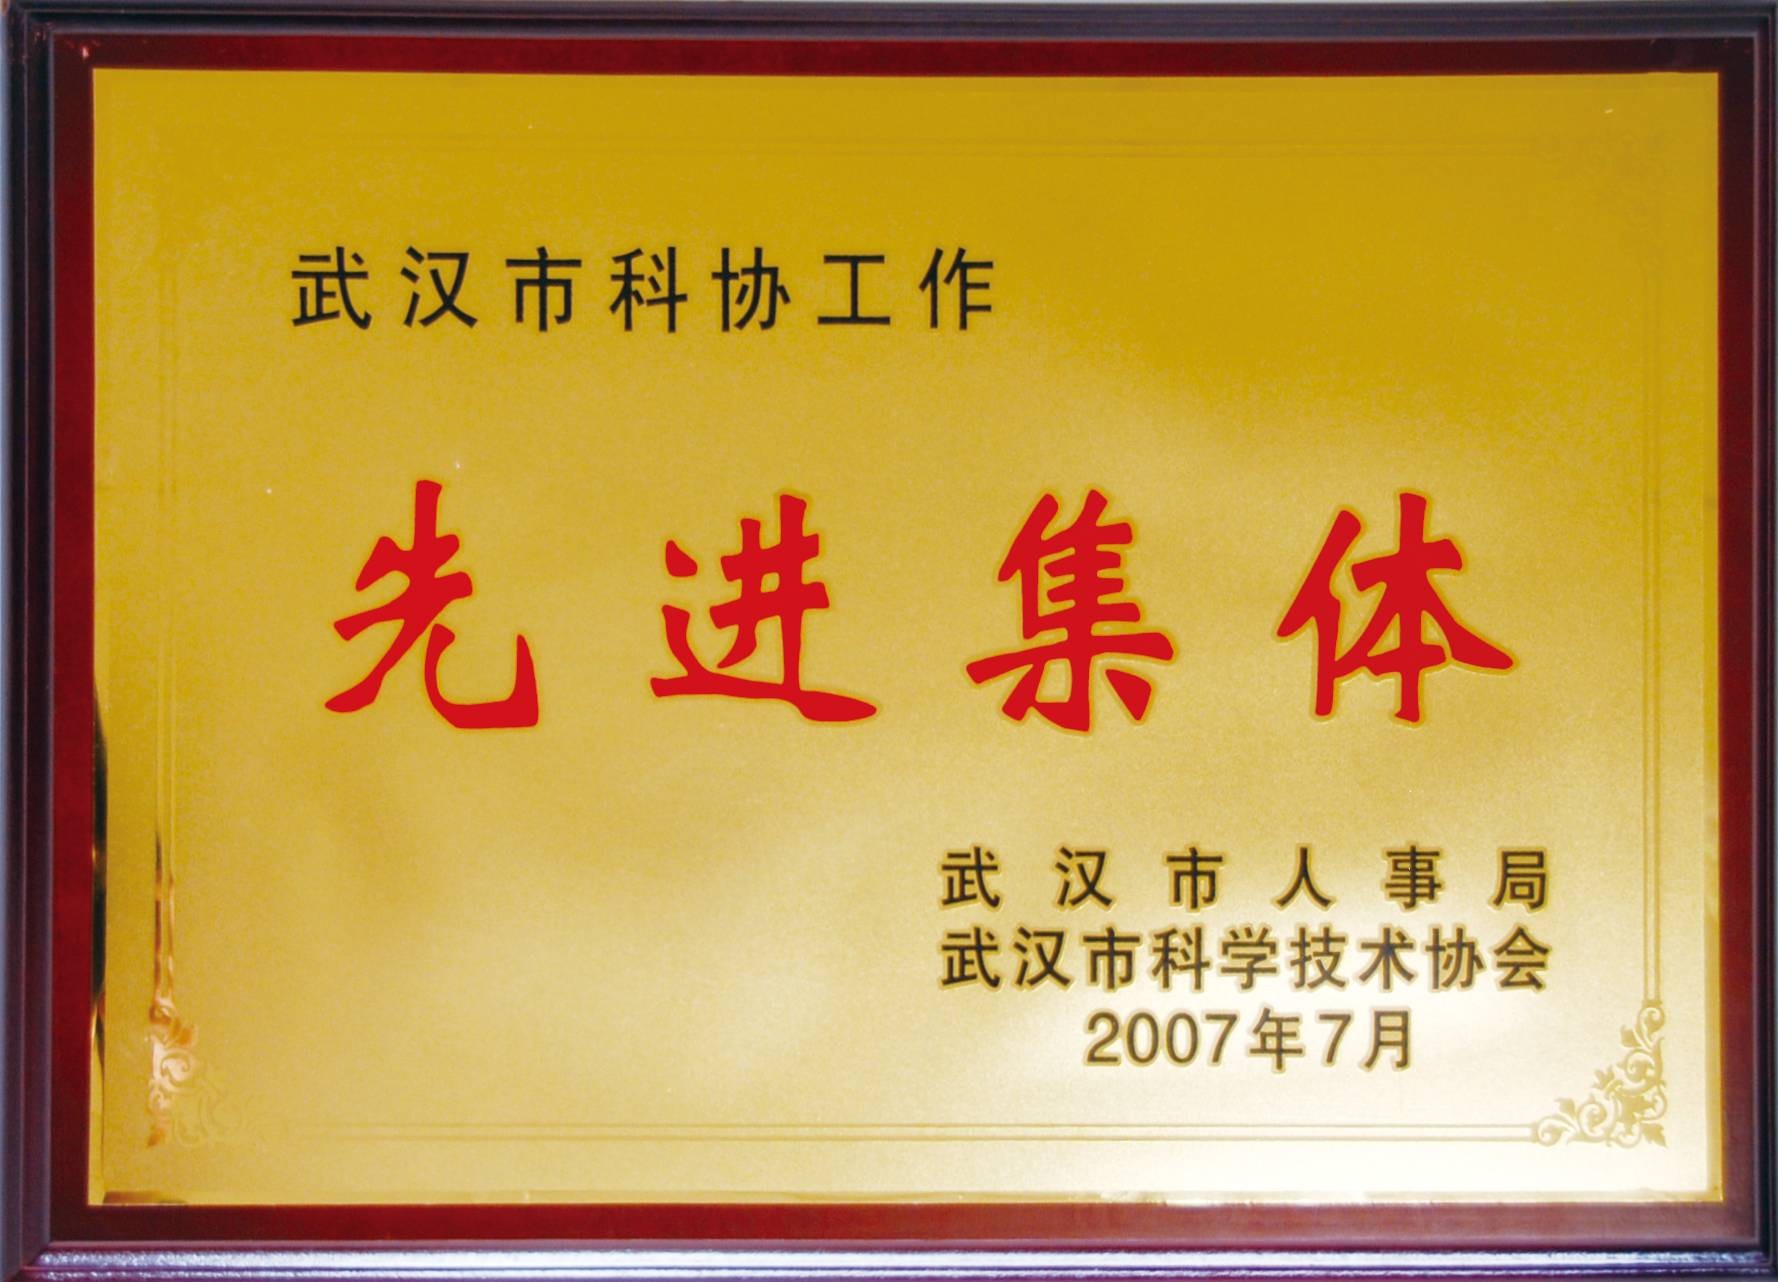 武汉市科协工作
先进集体
武汉市人事局
武汉市科学技术协会
2007年7月